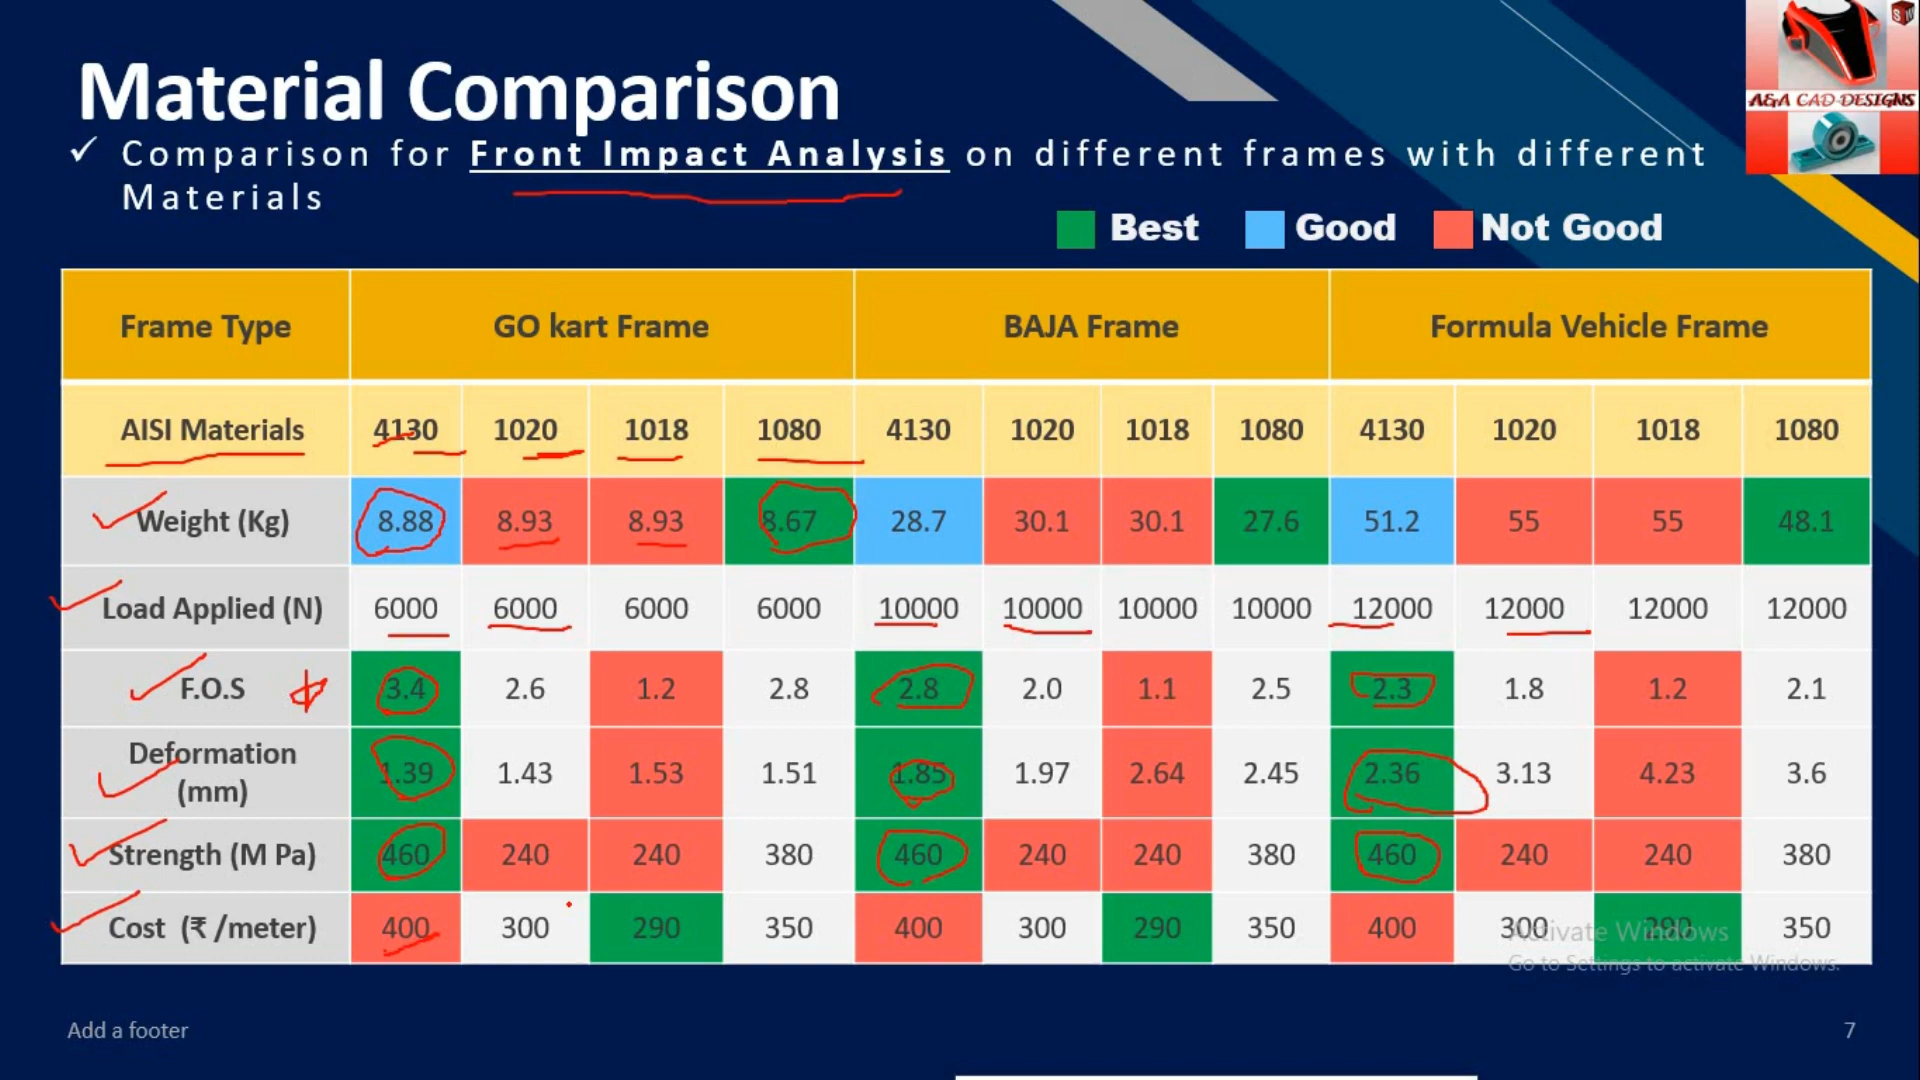 Material Comparison
✓ Comparison for Front Impact Analysis on different frames with different
Materials
A&A CAD-DESIGNS
Best Good Not Good
Frame Type GO kart Frame BAJA Frame Formula Vehicle Frame
AISI Materials 4130 1020 1018 1080 4130 1020 1018 1080 4130 1020 1018 1080
Weight (Kg) 8.88 8.93 8.93 8.67 28.7 30.1 30.1 27.6 51.2 55 55 48.1
Load Applied (N) 6000 6000 6000 6000 10000 10000 10000 10000 12000 12000 12000 12000
F.O.S 3.4 2.6 1.2 2.8 2.8 2.0 1.1 2.5 2.3 1.8 1.2 2.1
Deformation
(mm) 1.39 1.43 1.53 1.51 1.85 1.97 2.64 2.45 2.36 3.13 4.23 3.6
Strength (M Pa) 460 240 240 380 460 240 240 380 460 240 240 380
Cost (₹ /meter) 400 300 290 350 400 300 290 350 400 300 290 350
Activate Windows
Go to Settings to activate Windows.
Add a footer 7